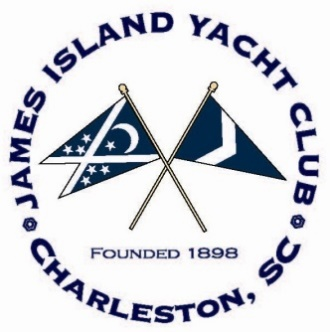 JAMES ISLAND YACHT CLUB
FOUNDED 1898
CHARLESTON, SC